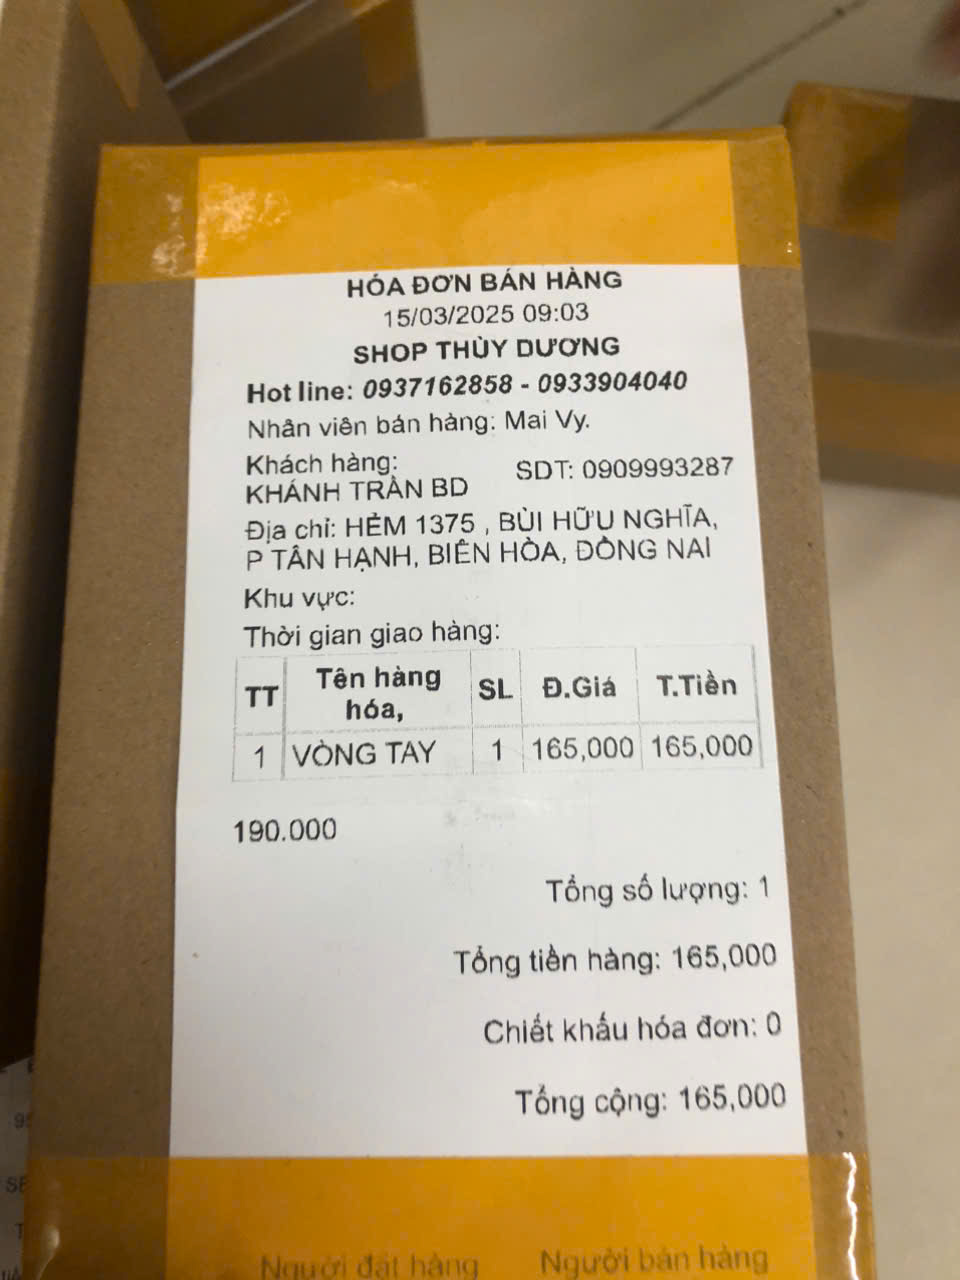 HÓA ĐƠN BÁN HÀNG
15/03/2025 09:03
SHOP THÙY DƯƠNG
Hot line: 0937162858 - 0933904040
Nhân viên bán hàng: Mai Vy.
Khách hàng: SDT: 0909993287
KHÁNH TRẦN BD
Địa chỉ: HẺM 1375 , BÙI HỮU NGHĨA,
P TÂN HẠNH, BIÊN HÒA, ĐỒNG NAI
Khu vực:
Thời gian giao hàng:
TT Tên hàng hóa, SL Đ.Giá T.Tiền
1 VÒNG TAY 1 165,000 165,000
190.000
Tổng số lượng: 1
Tổng tiền hàng: 165,000
Chiết khấu hóa đơn: 0
Tổng cộng: 165,000
Người đặt hàng Người bán hàng